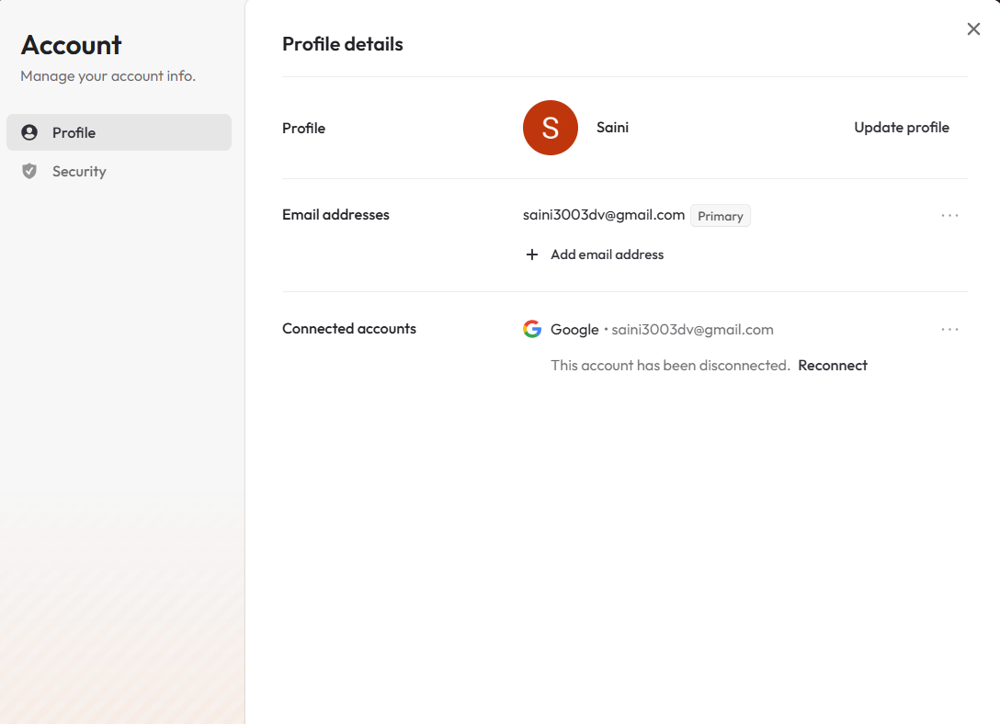 Account
Manage your account info.
Profile
Security
Profile details
Profile
S
Saini
Update profile
Email addresses
saini3003dv@gmail.com Primary
Add email address
Connected accounts
Google • saini3003dv@gmail.com
This account has been disconnected. Reconnect